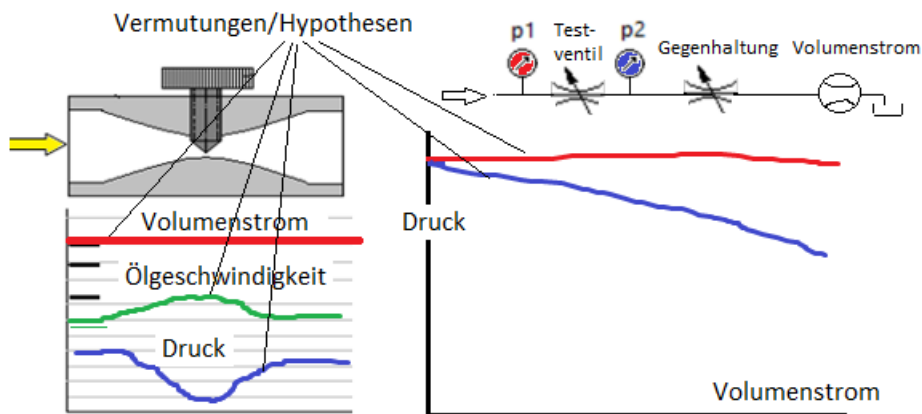 Vermutungen/Hypothesen
p1
Test-
ventil
p2
Gegenhaltung
Volumenstrom
Volumenstrom
Ölgeschwindigkeit
Druck
Druck
Volumenstrom